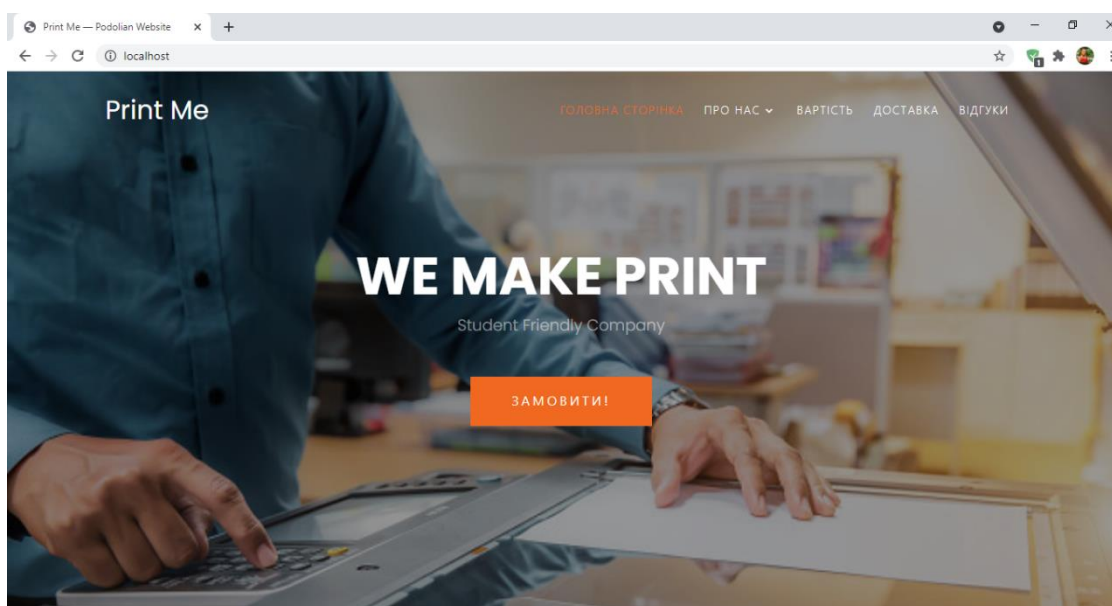 Print Me — Podolian Website
localhost
1
Print Me
ГОЛОВНА СТОРІНКА ПРО НАС ВАРТІСТЬ ДОСТАВКА ВІДГУКИ
WE MAKE PRINT
Student Friendly Company
ЗАМОВИТИ!